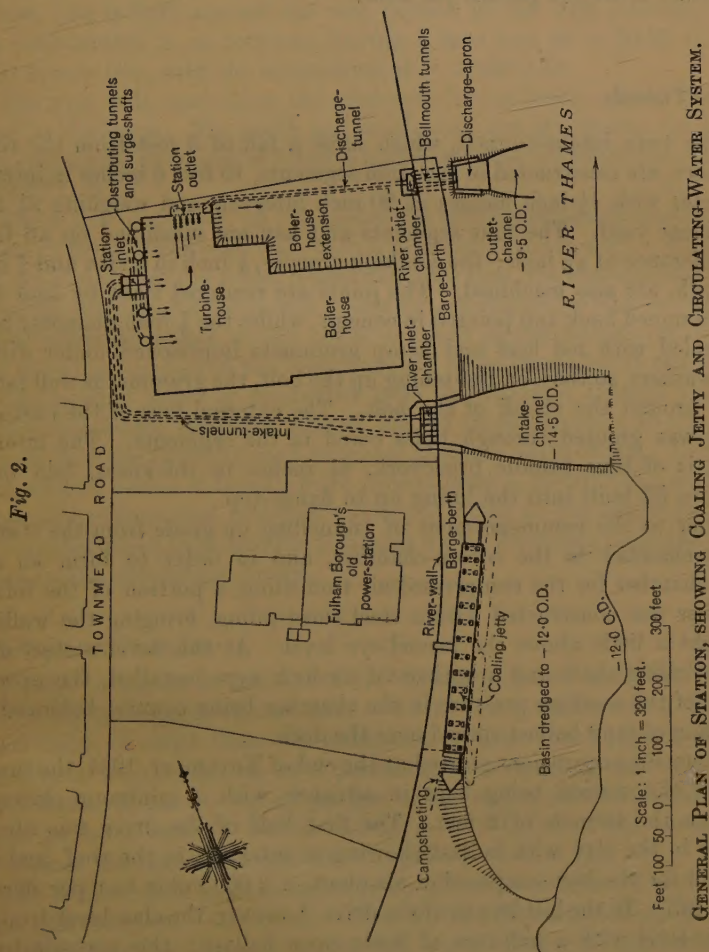 Fig. 2.
TOWNMEAD ROAD
Distributing tunnels
and surge-shafts
Station
inlet
Station
outlet
Turbine-
house
Boiler-
house
extension
Boiler-
house
Discharge-
tunnel
Intake-tunnels
Fulham Borough's
old
power-station
River outlet-
chamber
Bellmouth tunnels
Barge-berth
Discharge-apron
River inlet-
chamber
Outlet-
channel
-9·5 O.D.
RIVER THAMES
Intake-
channel
-14·5 O.D.
River-wall
Barge-berth
Coaling jetty
Campsheeting
Basin dredged to -12·0 O.D.
-12·0 O.D.
Scale: 1 inch = 320 feet.
Feet 100 50 0 100 200 300 feet
GENERAL PLAN OF STATION, SHOWING COALING JETTY AND CIRCULATING-WATER SYSTEM.